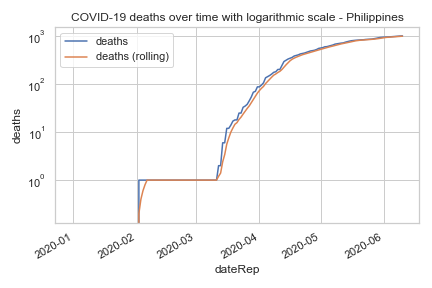 COVID-19 deaths over time with logarithmic scale - Philippines
deaths
deaths (rolling)
10³
10²
10¹
10⁰
deaths
2020-01
2020-02
2020-03
2020-04
2020-05
2020-06
dateRep